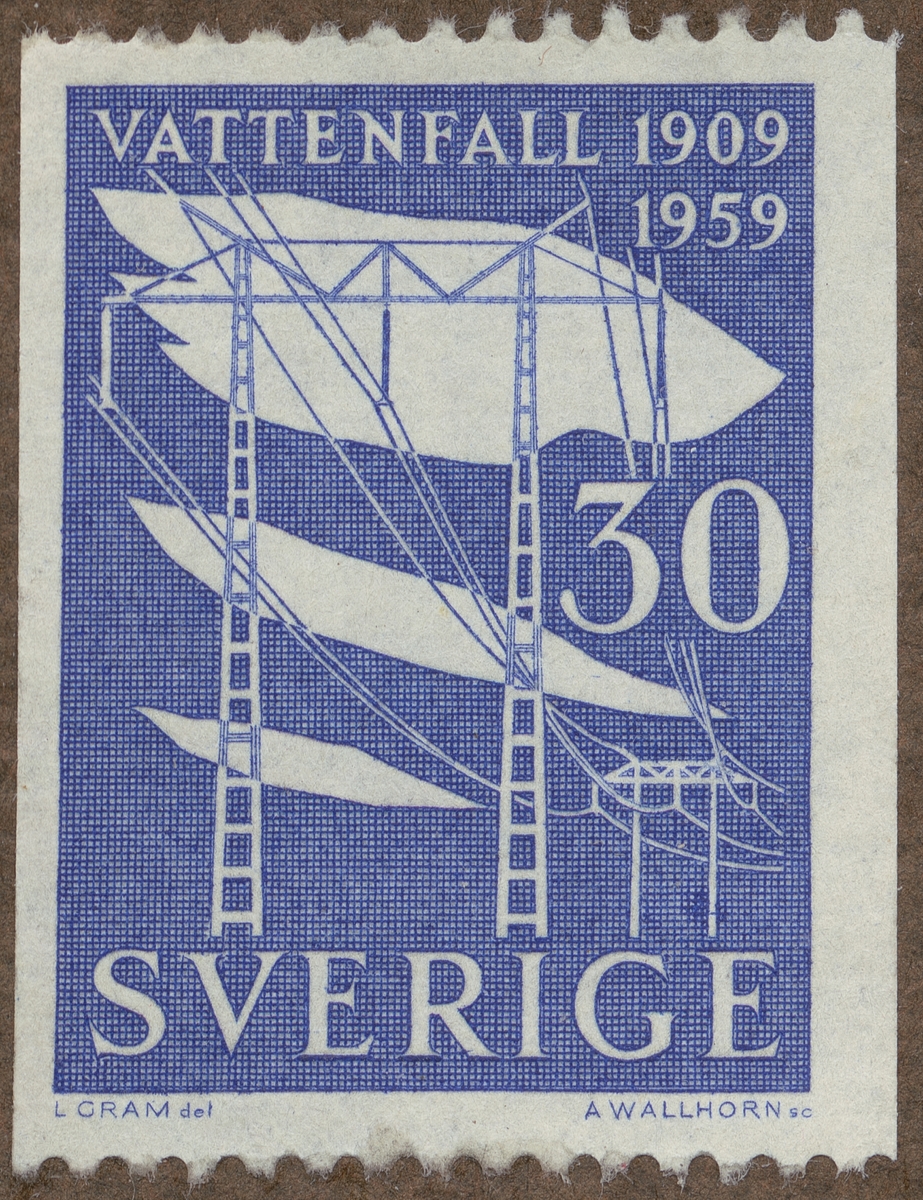 VATTENFALL 1909
1959
30
SVERIGE
L GRAM del
A WALLHORN sc